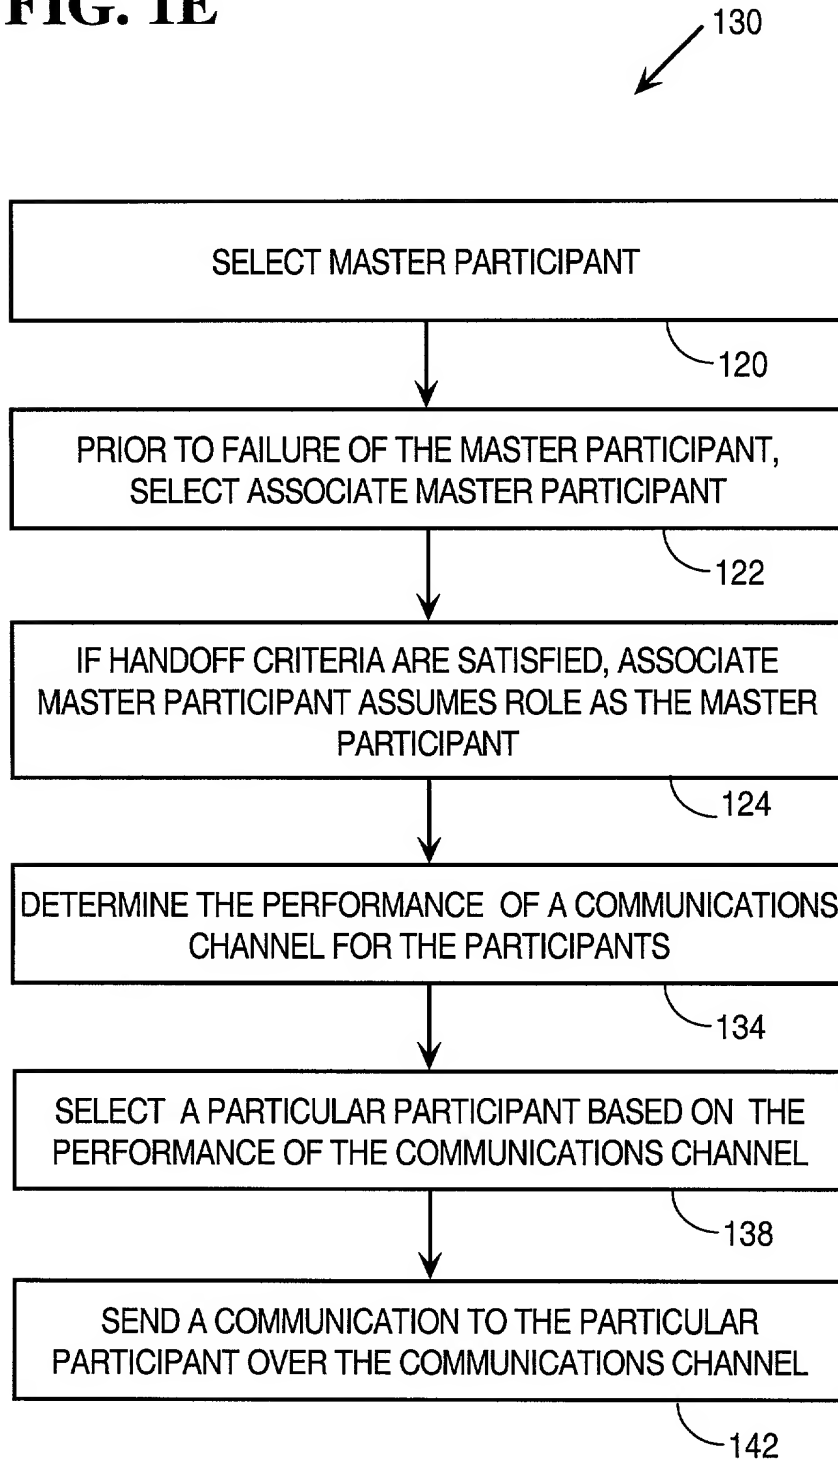 FIG. 1E
130
SELECT MASTER PARTICIPANT
120
PRIOR TO FAILURE OF THE MASTER PARTICIPANT,
SELECT ASSOCIATE MASTER PARTICIPANT
122
IF HANDOFF CRITERIA ARE SATISFIED, ASSOCIATE
MASTER PARTICIPANT ASSUMES ROLE AS THE MASTER
PARTICIPANT
124
DETERMINE THE PERFORMANCE OF A COMMUNICATIONS
CHANNEL FOR THE PARTICIPANTS
134
SELECT A PARTICULAR PARTICIPANT BASED ON THE
PERFORMANCE OF THE COMMUNICATIONS CHANNEL
138
SEND A COMMUNICATION TO THE PARTICULAR
PARTICIPANT OVER THE COMMUNICATIONS CHANNEL
142